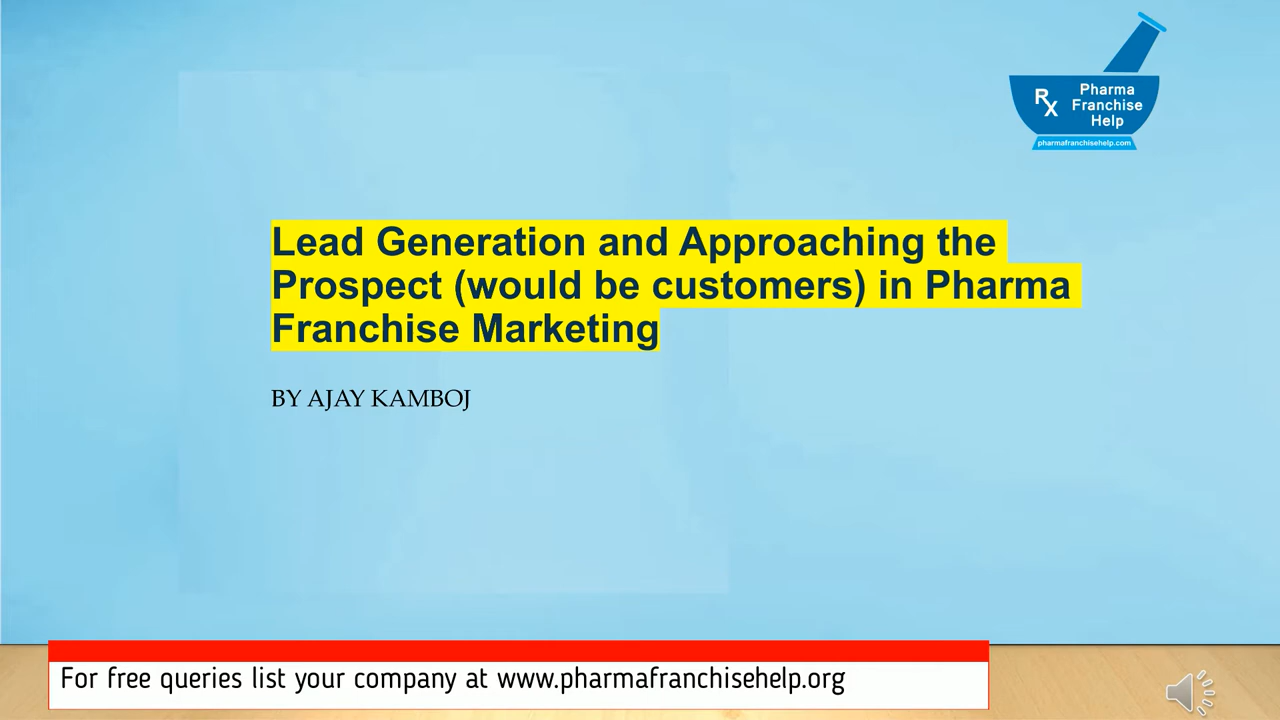 Rx
Pharma
Franchise
Help
pharmafranchisehelp.com
Lead Generation and Approaching the
Prospect (would be customers) in Pharma
Franchise Marketing
BY AJAY KAMBOJ
For free queries list your company at www.pharmafranchisehelp.org